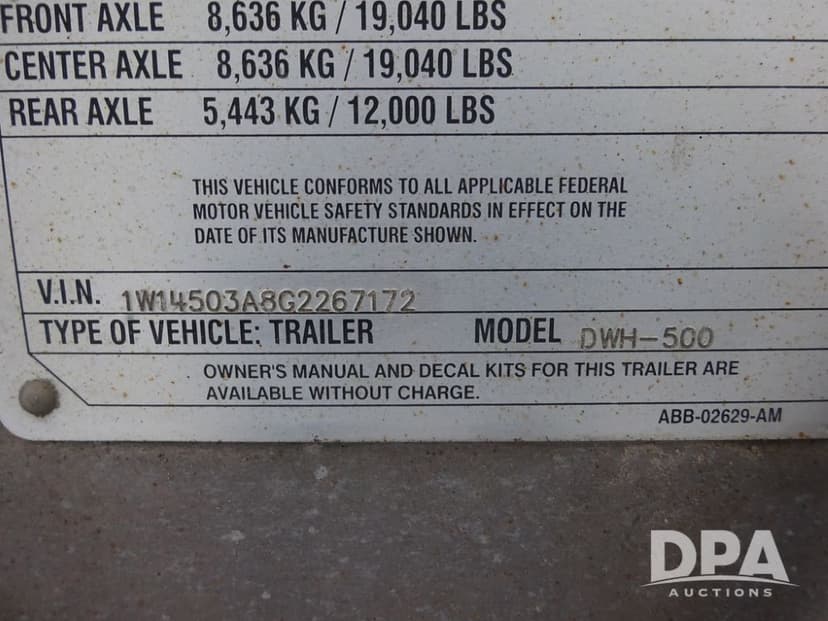 FRONT AXLE 8,636 KG / 19,040 LBS
CENTER AXLE 8,636 KG / 19,040 LBS
REAR AXLE 5,443 KG / 12,000 LBS
THIS VEHICLE CONFORMS TO ALL APPLICABLE FEDERAL
MOTOR VEHICLE SAFETY STANDARDS IN EFFECT ON THE
DATE OF ITS MANUFACTURE SHOWN.
V.I.N. 1W14503A8G2267172
TYPE OF VEHICLE: TRAILER MODEL DWH-500
OWNER'S MANUAL AND DECAL KITS FOR THIS TRAILER ARE
AVAILABLE WITHOUT CHARGE.
ABB-02629-AM
DPA
AUCTIONS